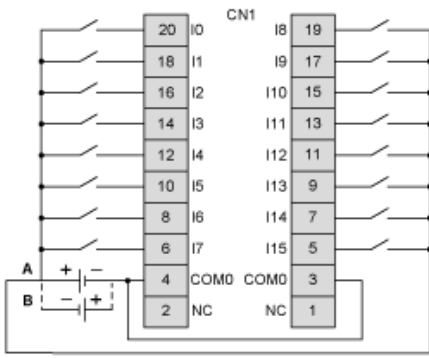 CN1
20 I0 I8 19
18 I1 I9 17
16 I2 I10 15
14 I3 I11 13
12 I4 I12 11
10 I5 I13 9
8 I6 I14 7
6 I7 I15 5
A + − 4 COM0 COM0 3
B − + 2 NC NC 1